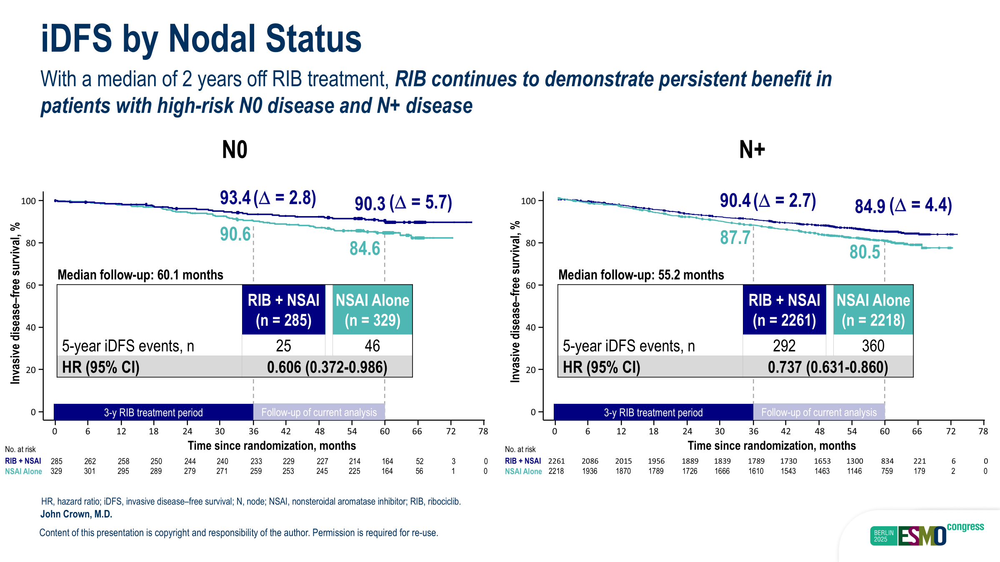 iDFS by Nodal Status
With a median of 2 years off RIB treatment, RIB continues to demonstrate persistent benefit in
patients with high-risk N0 disease and N+ disease
N0
Invasive disease–free survival, %
100
80
60
40
20
0
93.4 (Δ = 2.8)
90.3 (Δ = 5.7)
90.6
84.6
Median follow-up: 60.1 months
RIB + NSAI
(n = 285)
NSAI Alone
(n = 329)
5-year iDFS events, n 25 46
HR (95% CI) 0.606 (0.372-0.986)
3-y RIB treatment period
Follow-up of current analysis
0 6 12 18 24 30 36 42 48 54 60 66 72 78
Time since randomization, months
No. at risk
RIB + NSAI 285 262 258 250 244 240 233 229 227 214 164 52 3 0
NSAI Alone 329 301 295 289 279 271 259 253 245 225 164 56 1 0
N+
Invasive disease–free survival, %
100
80
60
40
20
0
90.4 (Δ = 2.7)
84.9 (Δ = 4.4)
87.7
80.5
Median follow-up: 55.2 months
RIB + NSAI
(n = 2261)
NSAI Alone
(n = 2218)
5-year iDFS events, n 292 360
HR (95% CI) 0.737 (0.631-0.860)
3-y RIB treatment period
Follow-up of current analysis
0 6 12 18 24 30 36 42 48 54 60 66 72 78
Time since randomization, months
No. at risk
RIB + NSAI 2261 2086 2015 1956 1889 1839 1789 1730 1653 1300 834 221 6 0
NSAI Alone 2218 1936 1870 1789 1726 1666 1610 1543 1463 1146 759 179 2 0
HR, hazard ratio; iDFS, invasive disease–free survival; N, node; NSAI, nonsteroidal aromatase inhibitor; RIB, ribociclib.
John Crown, M.D.
Content of this presentation is copyright and responsibility of the author. Permission is required for re-use.
BERLIN
2025
ESMO congress